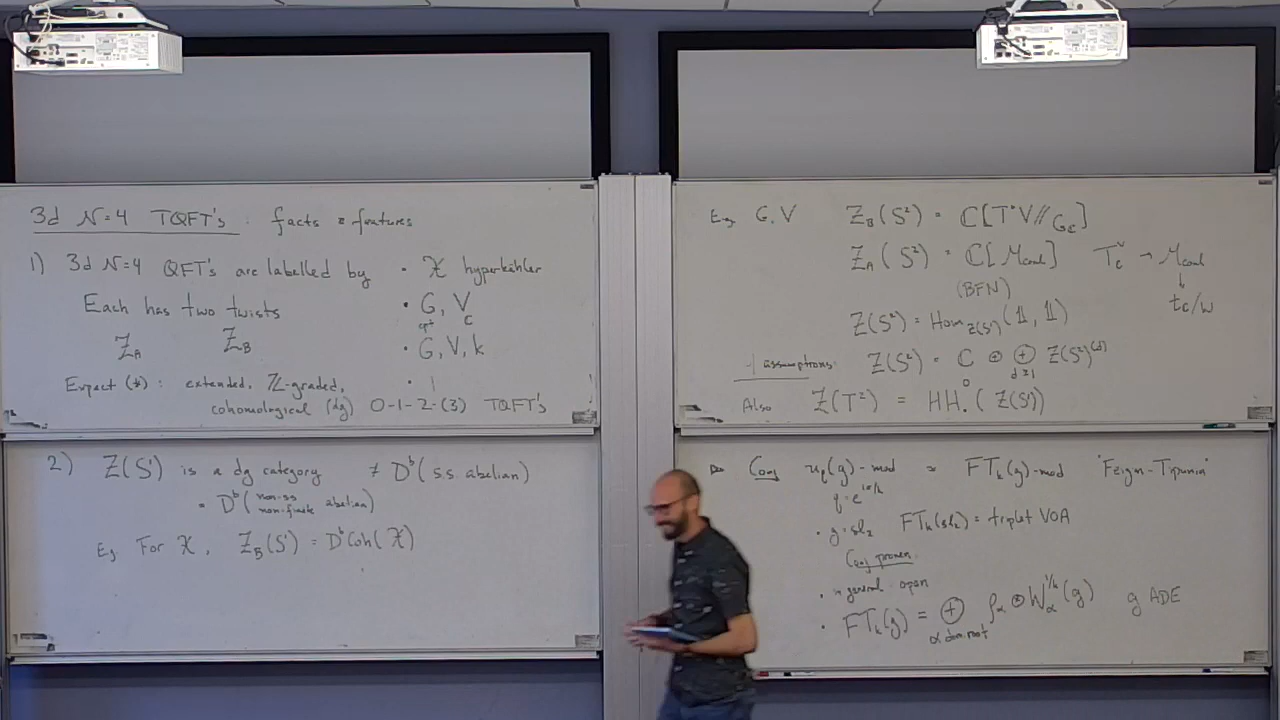 3d N=4 TQFT's : facts & features
1) 3d N=4 QFT's are labelled by • X hyperkähler
Each has two twists • G, V
cpt C
Z_A Z_B • G, V, k
Expect (*): extended, Z-graded, •
cohomological (dg) 0-1-2-(3) TQFT's
2) Z(S¹) is a dg category ≠ D^b(s.s. abelian)
= D^b(non-ss non-finite abelian)
Eg. For X, Z_B(S¹) = D^b Coh(X)
Eg. G, V Z_B(S²) = C[T*V//G_C]
Z_A(S²) = C[M_Coul] T_C^∨ → M_Coul
(BFN) ↓
t_C/W
Z(S²) = Hom_{Z(S¹)}(1, 1)
assumptions: Z(S²) = C ⊕ ⊕_{d≥1} Z(S²)^{(d)}
Also Z(T²) = HH.(Z(S¹))
Conj u_q(g)-mod ≃ FT_k(g)-mod "Feigin-Tipunin"
q = e^{iπ/k}
• g = sl_2 FT_k(sl_2) = triplet VOA
Conj proven
• in general open
• FT_k(g) = ⊕_{α dom. rt} ρ_α ⊗ W_α^{1/k}(g) g ADE